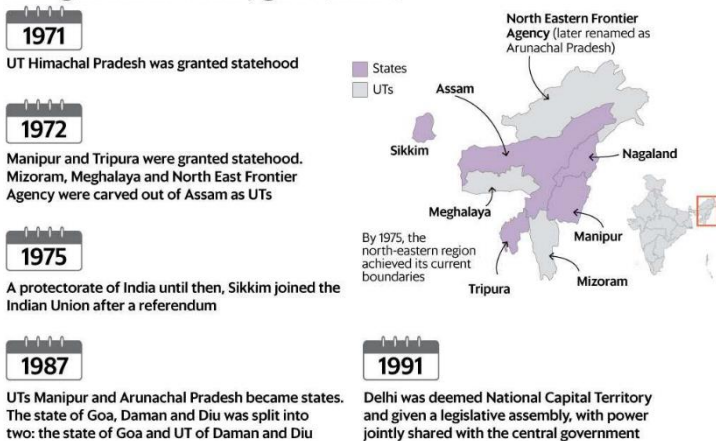 1971
UT Himachal Pradesh was granted statehood
1972
Manipur and Tripura were granted statehood.
Mizoram, Meghalaya and North East Frontier
Agency were carved out of Assam as UTs
1975
A protectorate of India until then, Sikkim joined the
Indian Union after a referendum
North Eastern Frontier
Agency (later renamed as
Arunachal Pradesh)
States
UTs
Assam
Sikkim
Nagaland
Meghalaya
Manipur
By 1975, the
north-eastern region
achieved its current
boundaries
Tripura
Mizoram
1987
UTs Manipur and Arunachal Pradesh became states.
The state of Goa, Daman and Diu was split into
two: the state of Goa and UT of Daman and Diu
1991
Delhi was deemed National Capital Territory
and given a legislative assembly, with power
jointly shared with the central government